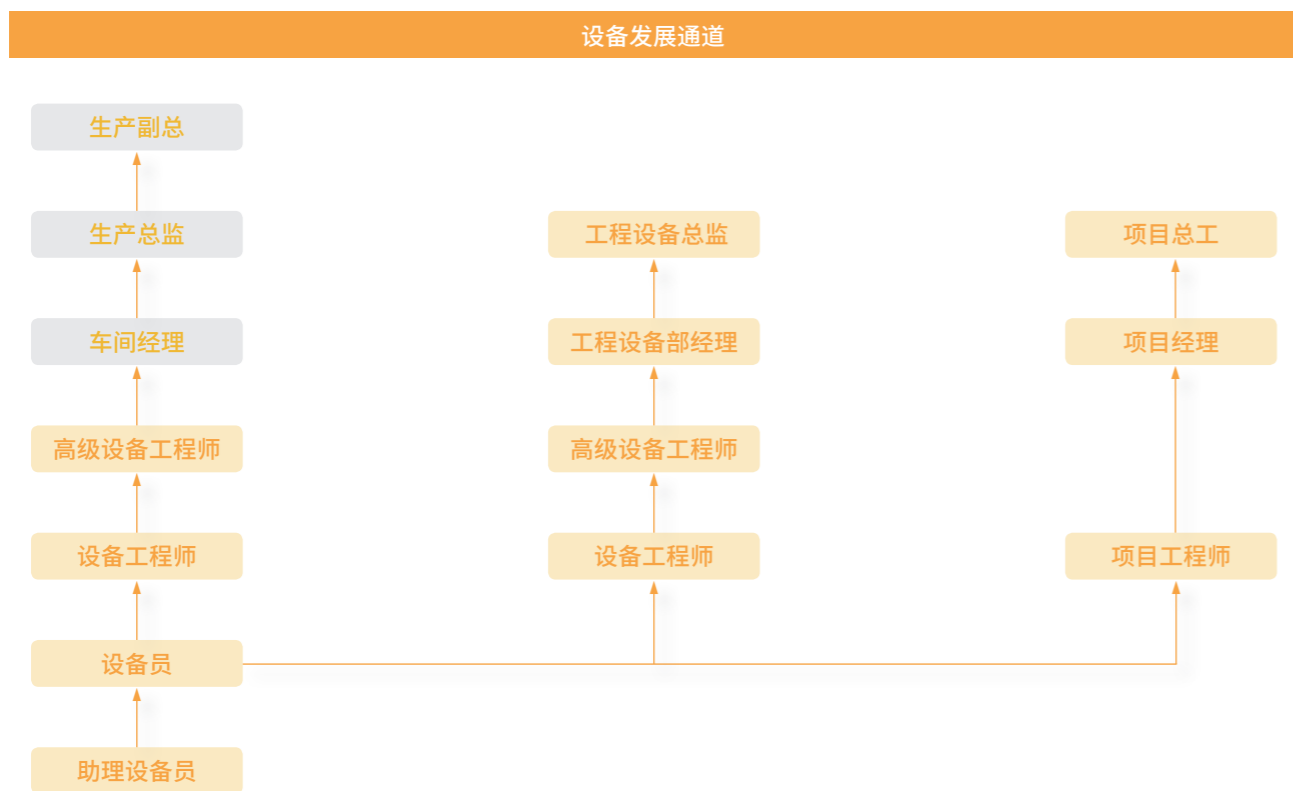 设备发展通道
生产副总
生产总监
工程设备总监
项目总工
车间经理
工程设备部经理
项目经理
高级设备工程师
高级设备工程师
设备工程师
设备工程师
项目工程师
设备员
助理设备员